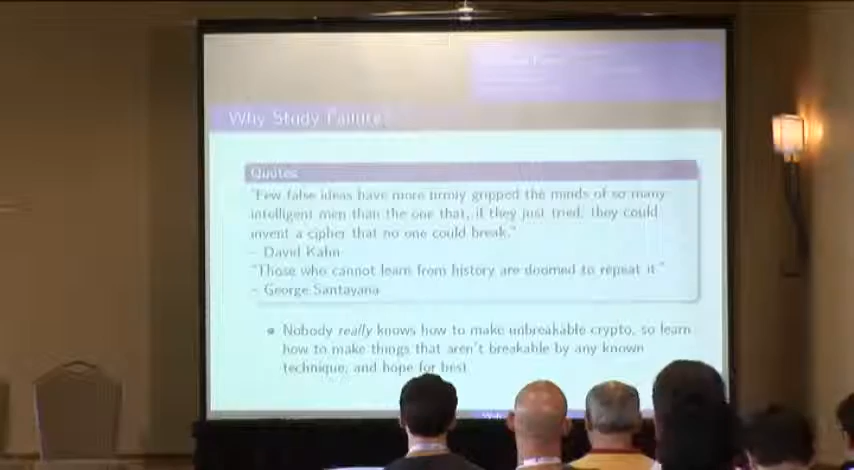 Why Study Failure?
Quotes
"Few false ideas have more firmly gripped the minds of so many
intelligent men than the one that, if they just tried, they could
invent a cipher that no one could break."
– David Kahn
"Those who cannot learn from history are doomed to repeat it."
– George Santayana
Nobody really knows how to make unbreakable crypto, so learn
how to make things that aren't breakable by any known
technique, and hope for best